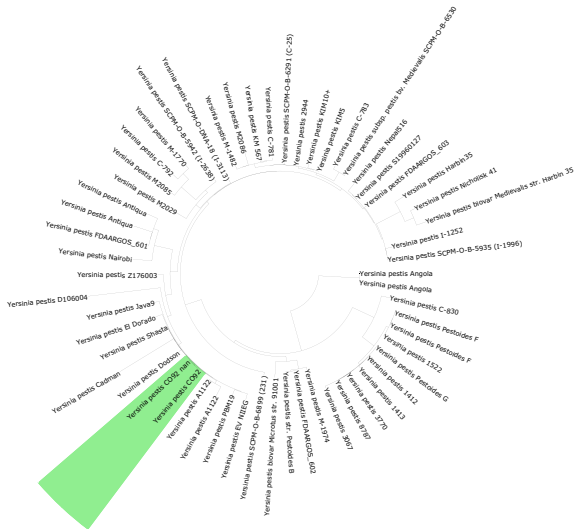 Yersinia pestis SCPM-O-B-6291 (C-25)
Yersinia pestis 2944
Yersinia pestis KIM10+
Yersinia pestis KIM5
Yersinia pestis C-783
Yersinia pestis subsp. pestis bv. Medievalis SCPM-O-B-6530
Yersinia pestis Nepal516
Yersinia pestis S19960127
Yersinia pestis FDAARGOS_603
Yersinia pestis Harbin35
Yersinia pestis Nicholisk 41
Yersinia pestis biovar Medievalis str. Harbin 35
Yersinia pestis I-1252
Yersinia pestis SCPM-O-B-5935 (I-1996)
Yersinia pestis Angola
Yersinia pestis Angola
Yersinia pestis C-830
Yersinia pestis Pestoides F
Yersinia pestis Pestoides F
Yersinia pestis 1522
Yersinia pestis Pestoides G
Yersinia pestis 1412
Yersinia pestis 1413
Yersinia pestis 3770
Yersinia pestis 8787
Yersinia pestis 3067
Yersinia pestis M-1974
Yersinia pestis FDAARGOS_602
Yersinia pestis str. Pestoides B
Yersinia pestis biovar Microtus str. 91001
Yersinia pestis SCPM-O-B-6899 (231)
Yersinia pestis EV NIIEG
Yersinia pestis PBM19
Yersinia pestis A1122
Yersinia pestis A1122
Yersinia pestis CO92
Yersinia pestis CO92 nan
Yersinia pestis Dodson
Yersinia pestis Cadman
Yersinia pestis Shasta
Yersinia pestis El Dorado
Yersinia pestis Java9
Yersinia pestis D106004
Yersinia pestis Z176003
Yersinia pestis Nairobi
Yersinia pestis FDAARGOS_601
Yersinia pestis Antiqua
Yersinia pestis Antiqua
Yersinia pestis M2029
Yersinia pestis M2085
Yersinia pestis C-792
Yersinia pestis M-1770
Yersinia pestis SCPM-O-B-5942 (I-2638)
Yersinia pestis SCPM-O-DNA-18 (I-3113)
Yersinia pestis M-1482
Yersinia pestis M2086
Yersinia pestis KM 567
Yersinia pestis C-781